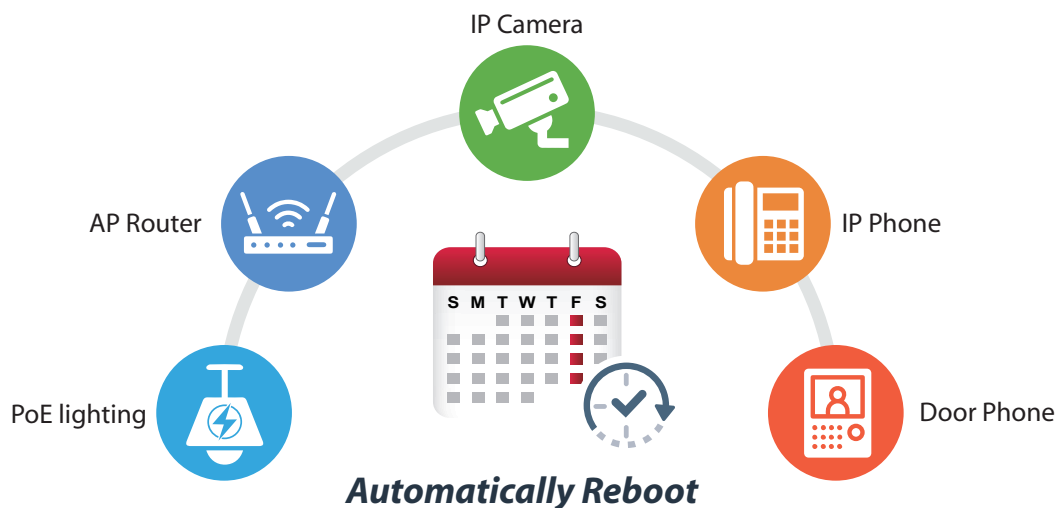 IP Camera
AP Router
IP Phone
S M T W T F S
PoE lighting
Door Phone
Automatically Reboot